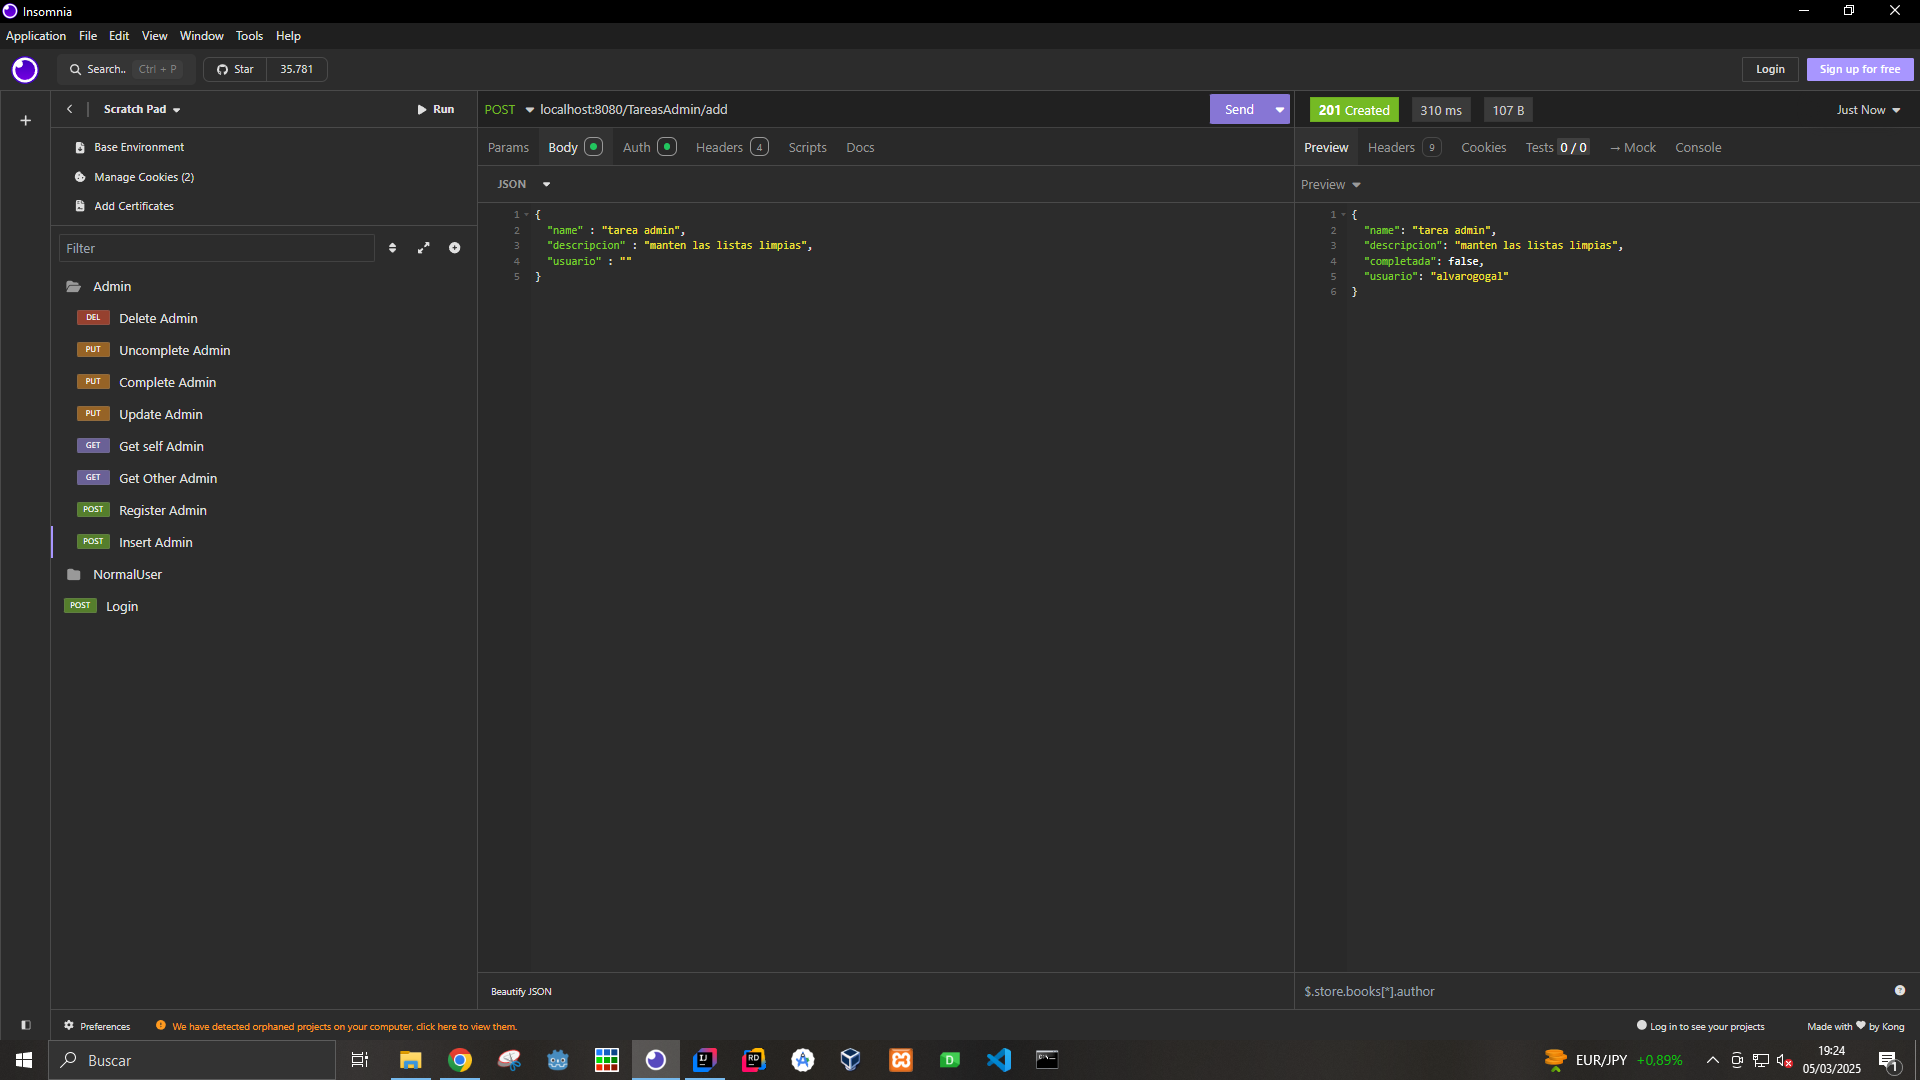 Insomnia
Application File Edit View Window Tools Help
Search.. Ctrl + P Star 35.781 Login Sign up for free
Scratch Pad Run
POST localhost:8080/TareasAdmin/add Send
201 Created 310 ms 107 B Just Now
Base Environment
Manage Cookies (2)
Add Certificates
Params Body Auth Headers 4 Scripts Docs
Preview Headers 9 Cookies Tests 0 / 0 → Mock Console
JSON
Preview
Filter
Admin
DEL Delete Admin
PUT Uncomplete Admin
PUT Complete Admin
PUT Update Admin
GET Get self Admin
GET Get Other Admin
POST Register Admin
POST Insert Admin
NormalUser
POST Login
1 {
2 "name" : "tarea admin",
3 "descripcion" : "manten las listas limpias",
4 "usuario" : ""
5 }
1 {
2 "name": "tarea admin",
3 "descripcion": "manten las listas limpias",
4 "completada": false,
5 "usuario": "alvarogogal"
6 }
Beautify JSON
$.store.books[*].author
Preferences We have detected orphaned projects on your computer, click here to view them.
Log in to see your projects Made with ♥ by Kong
Buscar
IJ
RD
D
EUR/JPY +0,89%
19:24
05/03/2025
1